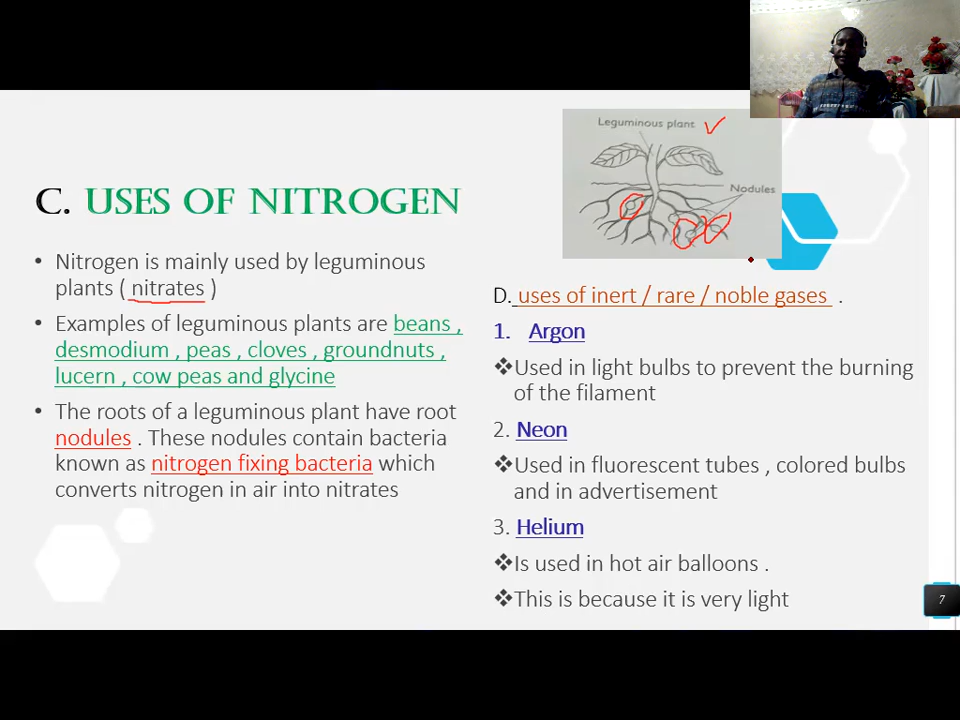 C. USES OF NITROGEN
• Nitrogen is mainly used by leguminous
plants ( nitrates )
• Examples of leguminous plants are beans ,
desmodium , peas , cloves , groundnuts ,
lucern , cow peas and glycine
• The roots of a leguminous plant have root
nodules . These nodules contain bacteria
known as nitrogen fixing bacteria which
converts nitrogen in air into nitrates
Leguminous plant
Nodules
D. uses of inert / rare / noble gases .
1. Argon
❖Used in light bulbs to prevent the burning
of the filament
2. Neon
❖Used in fluorescent tubes , colored bulbs
and in advertisement
3. Helium
❖Is used in hot air balloons .
❖This is because it is very light
7